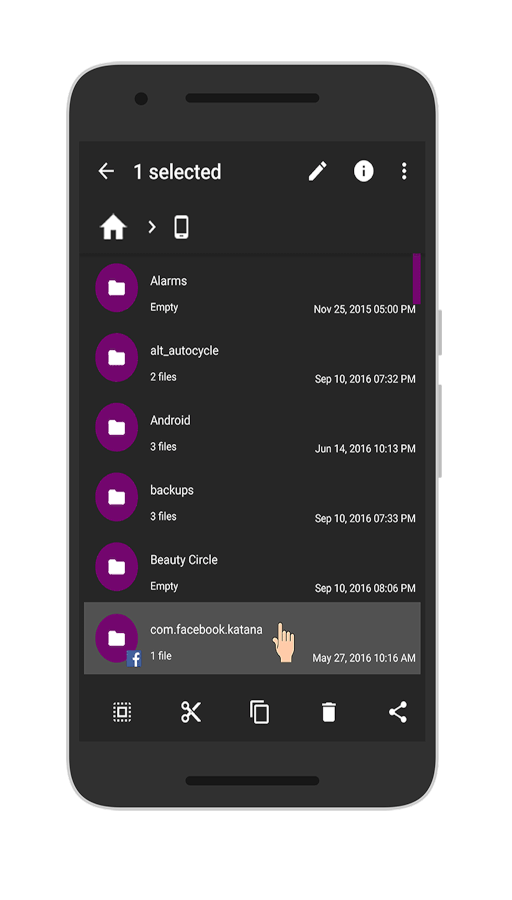 1 selected
Alarms
Empty
Nov 25, 2015 05:00 PM
alt_autocycle
2 files
Sep 10, 2016 07:32 PM
Android
3 files
Jun 14, 2016 10:13 PM
backups
3 files
Sep 10, 2016 07:33 PM
Beauty Circle
Empty
Sep 10, 2016 08:06 PM
com.facebook.katana
1 file
May 27, 2016 10:16 AM